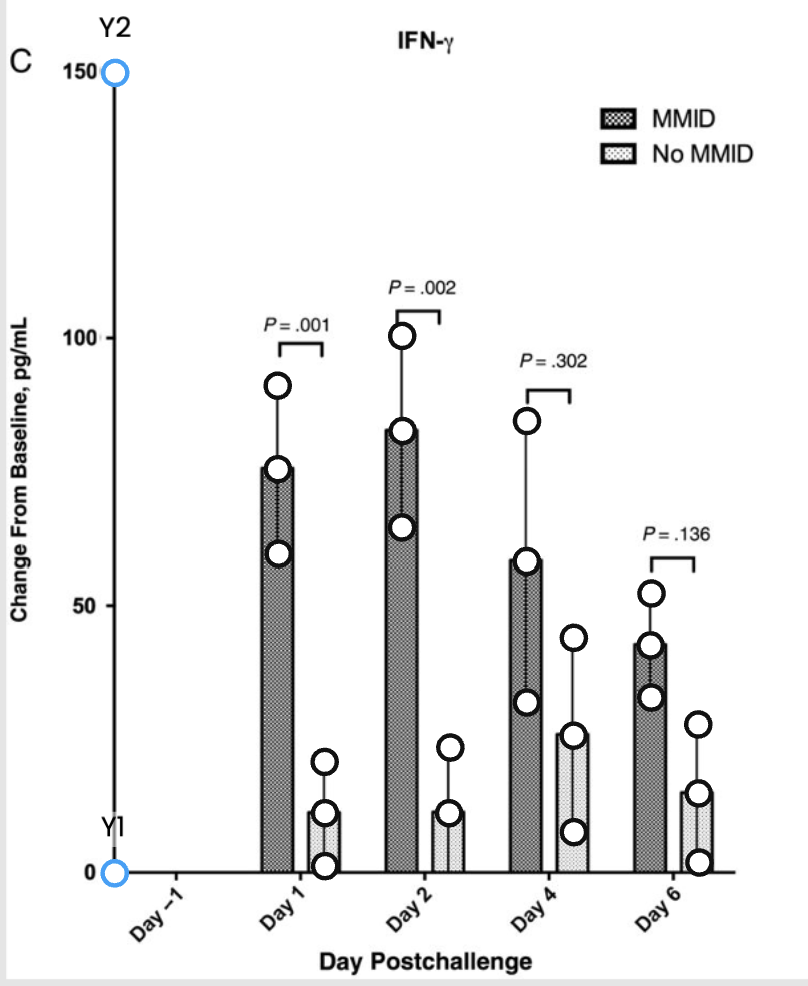 Y2
C
IFN-γ
150
MMID
No MMID
P = .002
P = .001
100
P = .302
Change From Baseline, pg/mL
P = .136
50
Y1
0
Day –1
Day 1
Day 2
Day 4
Day 6
Day Postchallenge